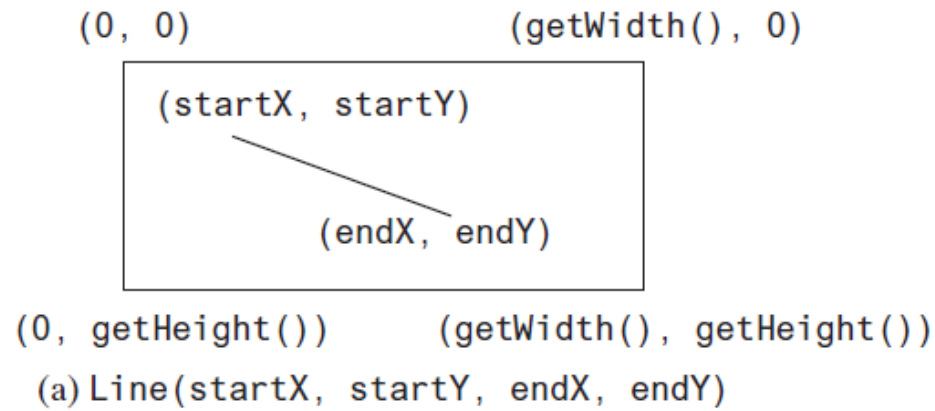 (0, 0) (getWidth(), 0)
(startX, startY)
(endX, endY)
(0, getHeight()) (getWidth(), getHeight())
(a) Line(startX, startY, endX, endY)